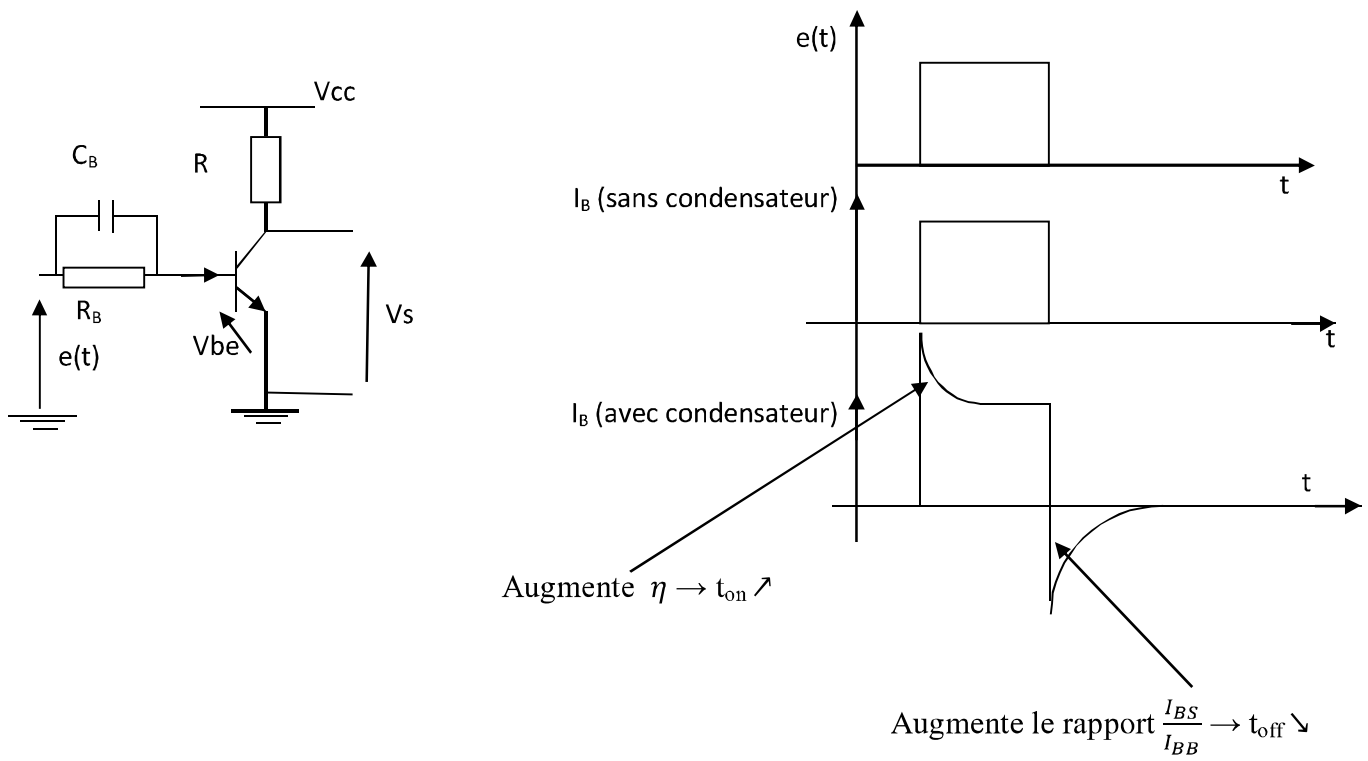 Vcc
C_B
R
R_B
e(t)
Vbe
Vs
e(t)
t
I_B (sans condensateur)
t
I_B (avec condensateur)
t
Augmente η → t_on ↗
Augmente le rapport I_BS/I_BB → t_off ↘